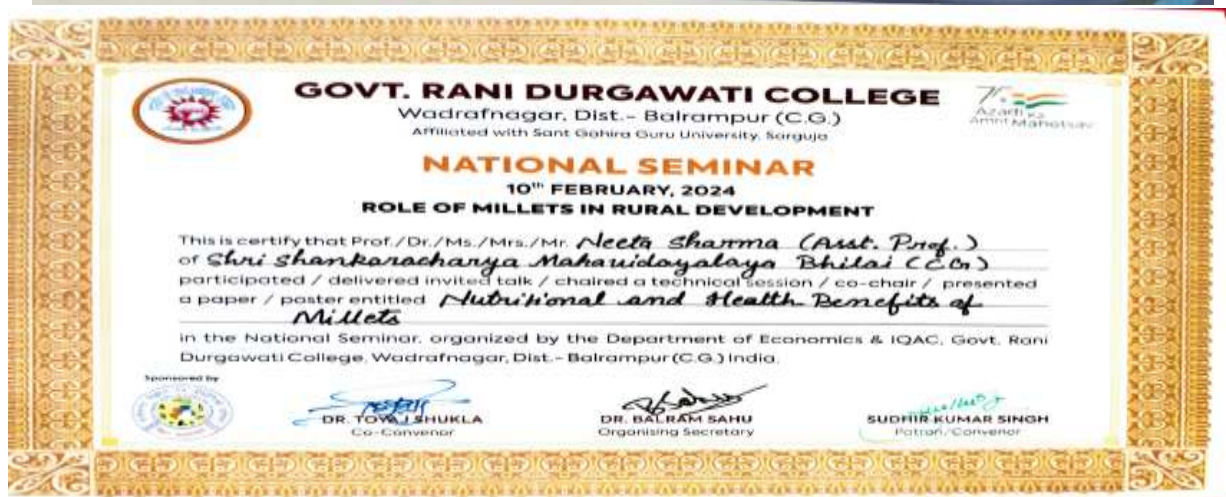 GOVT. RANI DURGAWATI COLLEGE
Wadrafnagar, Dist.- Balrampur (C.G.)
Affiliated with Sant Gahira Guru University, Sarguja
Azadi Ka
Amrit Mahotsav
NATIONAL SEMINAR
10th FEBRUARY, 2024
ROLE OF MILLETS IN RURAL DEVELOPMENT
This is certify that Prof./Dr./Ms./Mrs./Mr. Neeta Sharma (Asst. Prof.)
of Shri Shankaracharya Mahavidayalaya Bhilai (C.G)
participated / delivered invited talk / chaired a technical session / co-chair / presented
a paper / poster entitled Nutritional and Health Benefits of
Millets
in the National Seminar, organized by the Department of Economics & IQAC, Govt. Rani
Durgawati College, Wadrafnagar, Dist.- Balrampur (C.G.) India.
Sponsored by
DR. TOYAJ SHUKLA
Co-Convenor
DR. BALRAM SAHU
Organising Secretary
SUDHIR KUMAR SINGH
Patron/Convenor